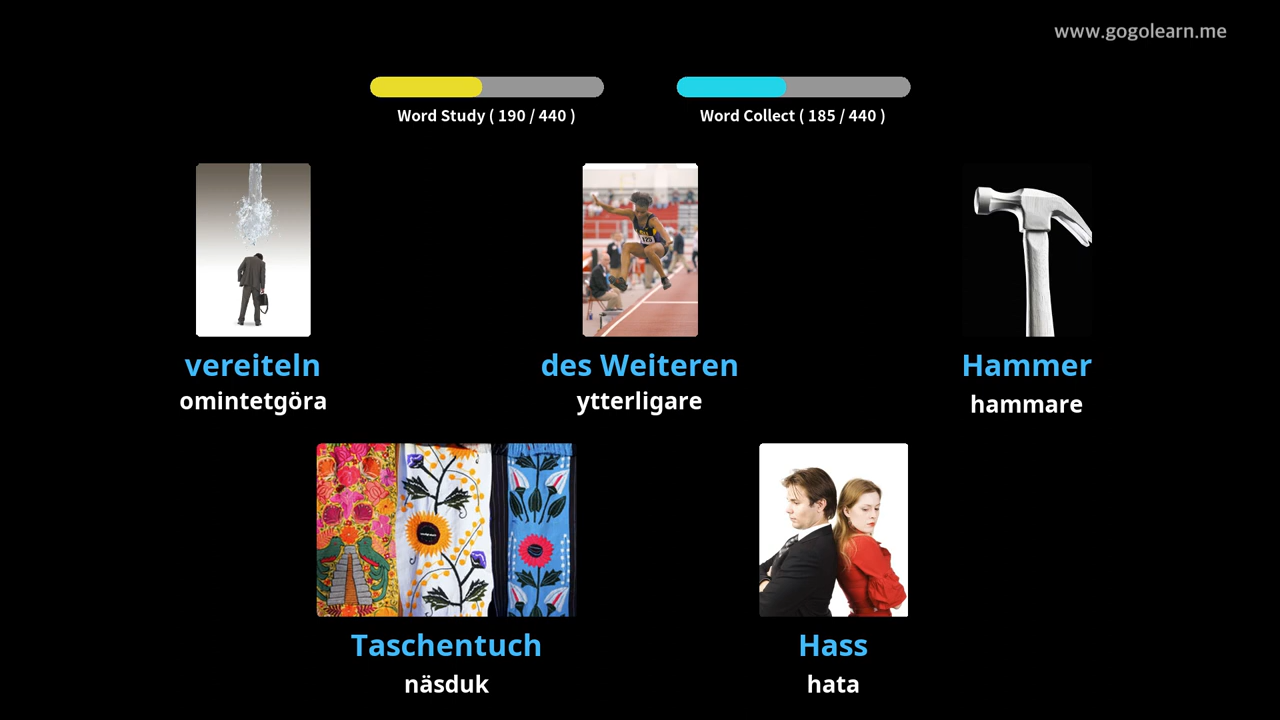 www.gogolearn.me
Word Study ( 190 / 440 )
Word Collect ( 185 / 440 )
vereiteln
omintetgöra
des Weiteren
ytterligare
Hammer
hammare
Taschentuch
näsduk
Hass
hata